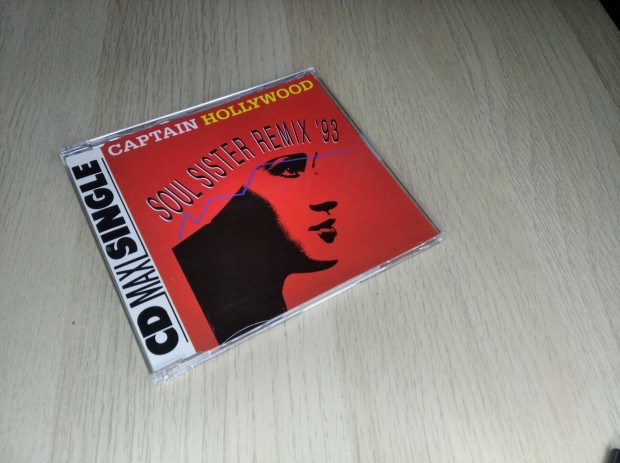 CAPTAIN HOLLYWOOD
SOUL SISTER REMIX '93
CD MAXI SINGLE